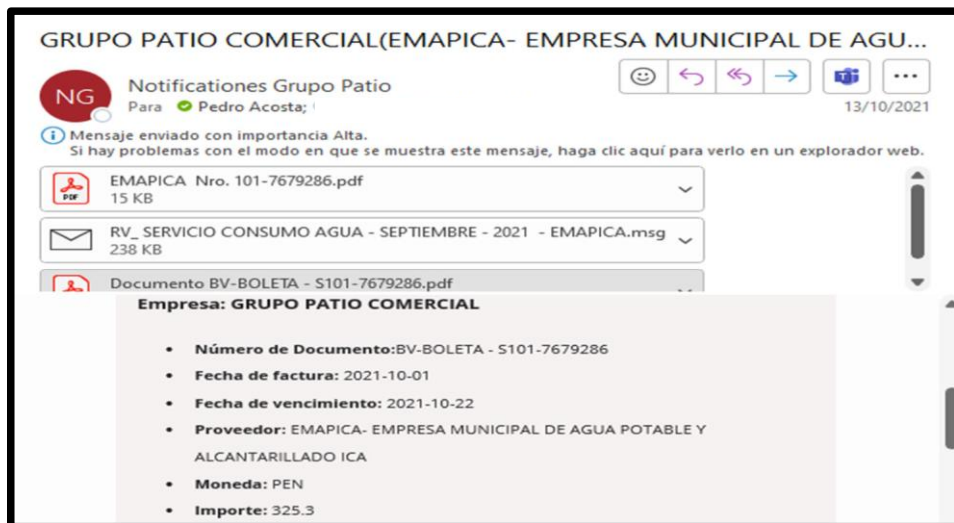 GRUPO PATIO COMERCIAL(EMAPICA- EMPRESA MUNICIPAL DE AGU...
NG
Notificationes Grupo Patio
Para Pedro Acosta;
13/10/2021
Mensaje enviado con importancia Alta.
Si hay problemas con el modo en que se muestra este mensaje, haga clic aquí para verlo en un explorador web.
PDF
EMAPICA Nro. 101-7679286.pdf
15 KB
RV_ SERVICIO CONSUMO AGUA - SEPTIEMBRE - 2021 - EMAPICA.msg
238 KB
Documento BV-BOLETA - S101-7679286.pdf
Empresa: GRUPO PATIO COMERCIAL
• Número de Documento:BV-BOLETA - S101-7679286
• Fecha de factura: 2021-10-01
• Fecha de vencimiento: 2021-10-22
• Proveedor: EMAPICA- EMPRESA MUNICIPAL DE AGUA POTABLE Y
ALCANTARILLADO ICA
• Moneda: PEN
• Importe: 325.3